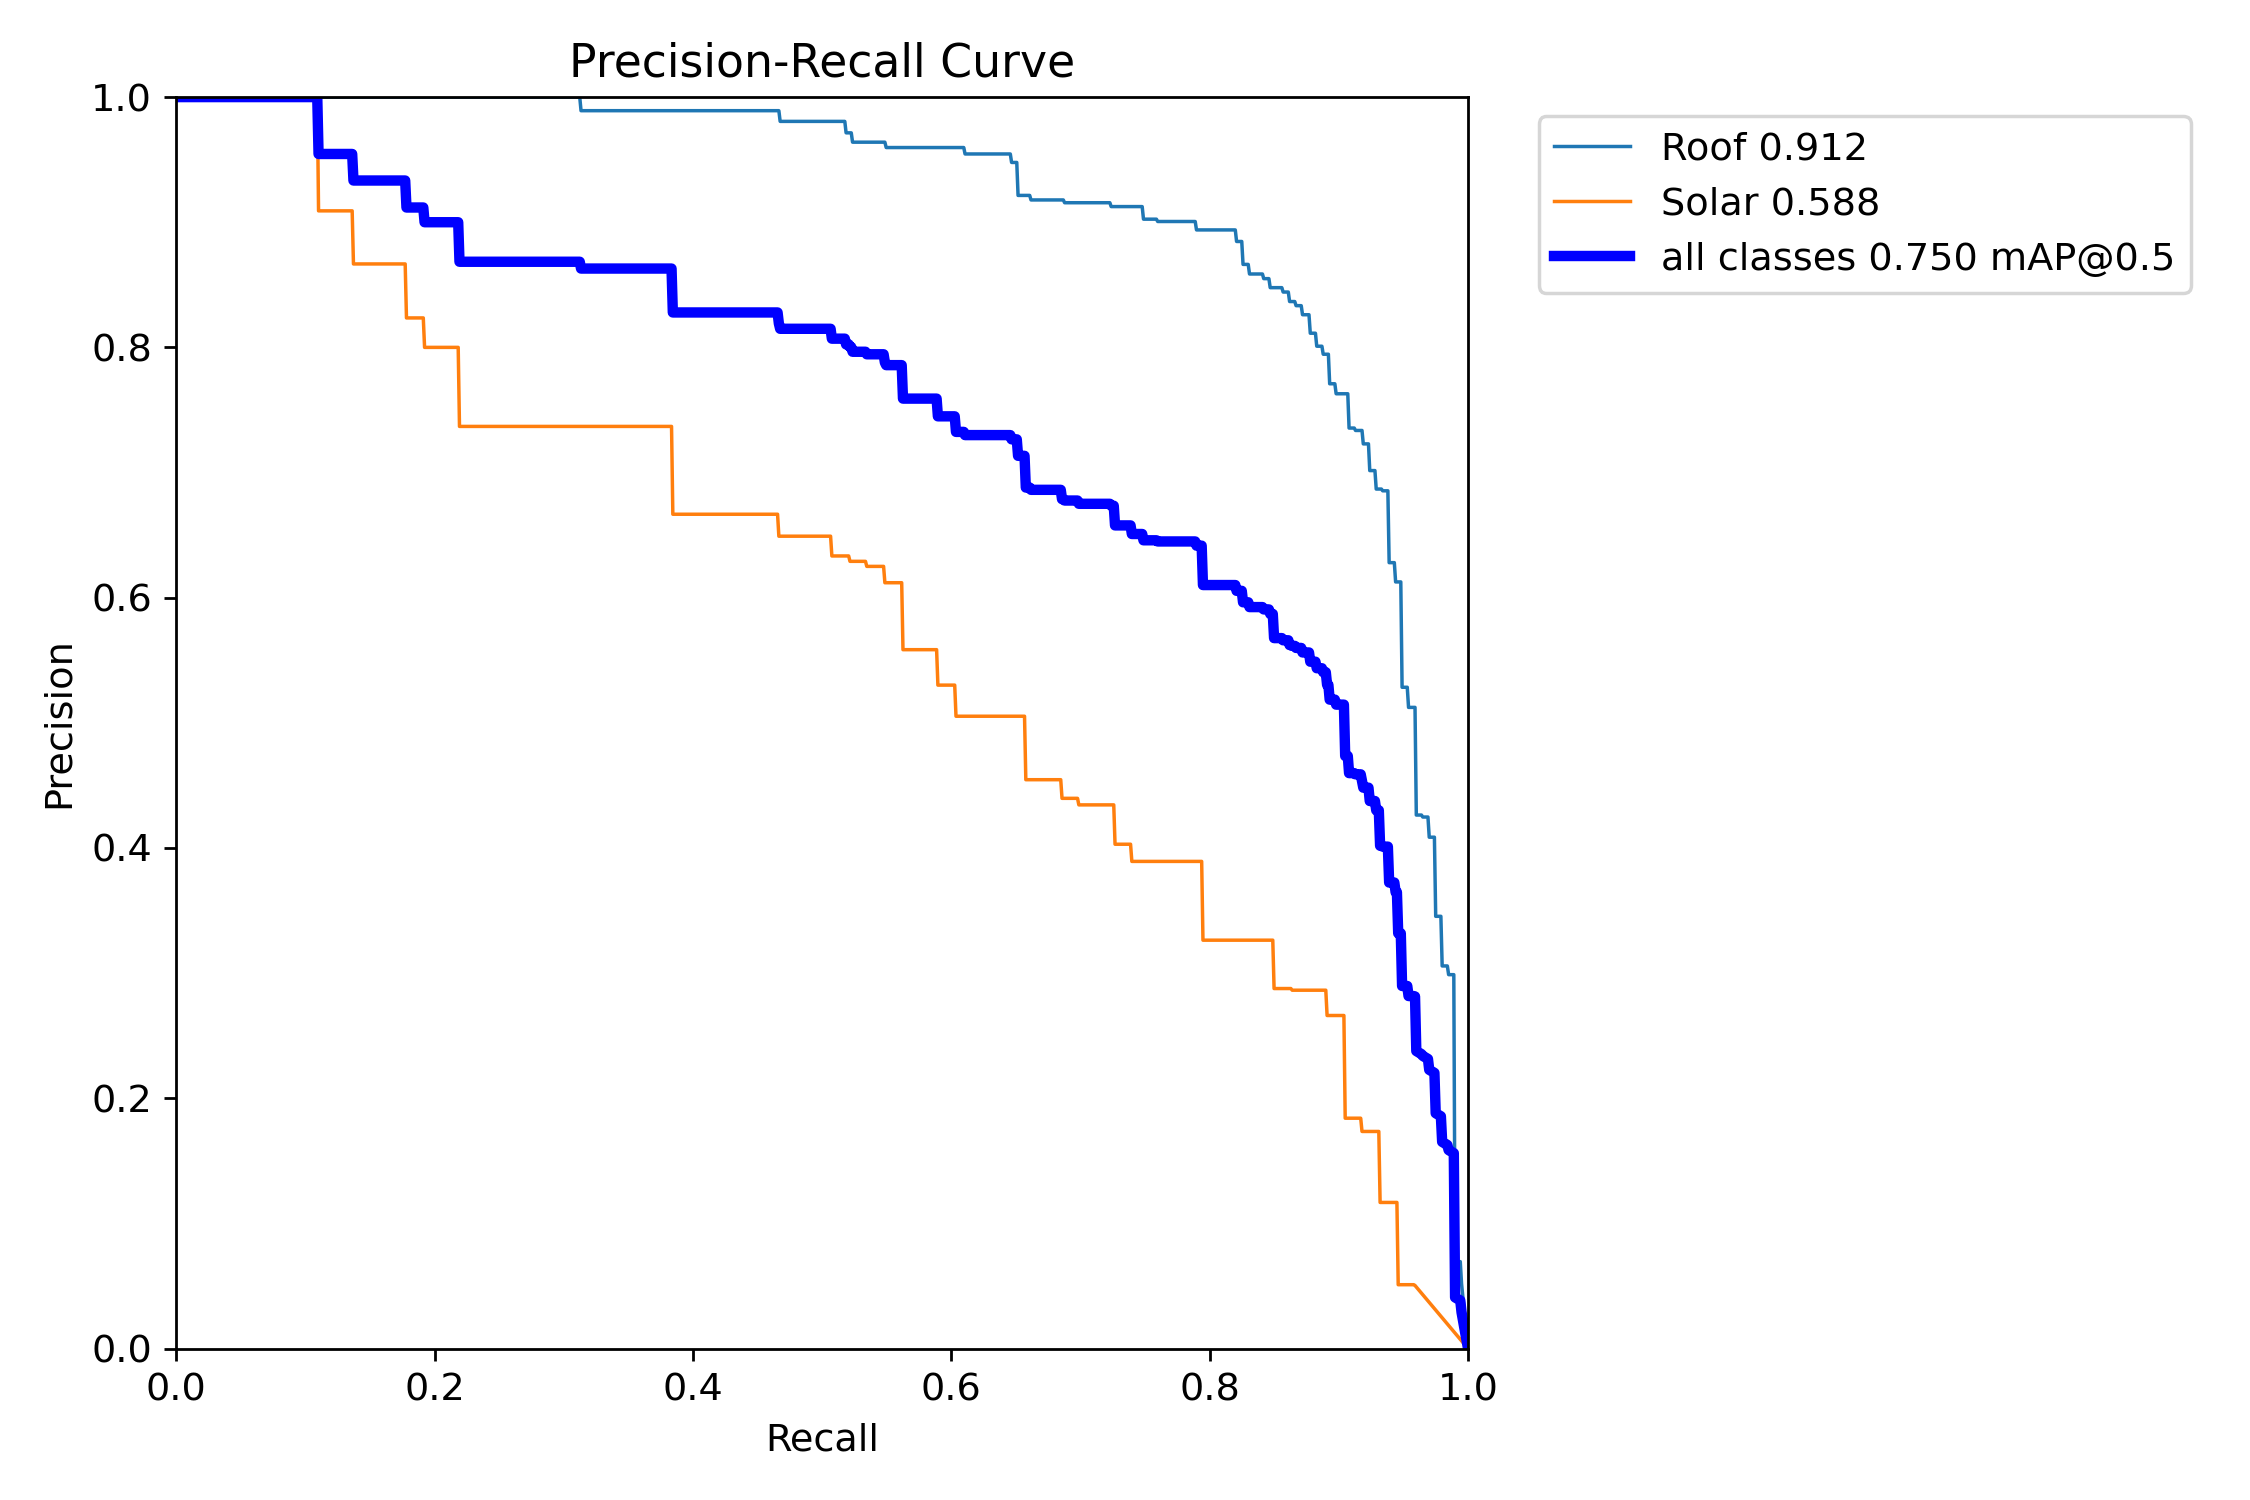 Precision-Recall Curve
Roof 0.912
Solar 0.588
all classes 0.750 mAP@0.5
Precision
1.0
0.8
0.6
0.4
0.2
0.0
0.0 0.2 0.4 0.6 0.8 1.0
Recall